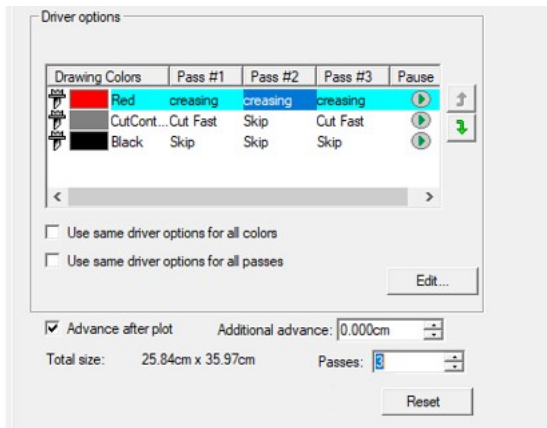 Driver options
Drawing Colors Pass #1 Pass #2 Pass #3 Pause
Red creasing creasing creasing
CutCont... Cut Fast Skip Cut Fast
Black Skip Skip Skip
Use same driver options for all colors
Use same driver options for all passes
Edit...
Advance after plot Additional advance: 0.000cm
Total size: 25.84cm x 35.97cm Passes: 3
Reset